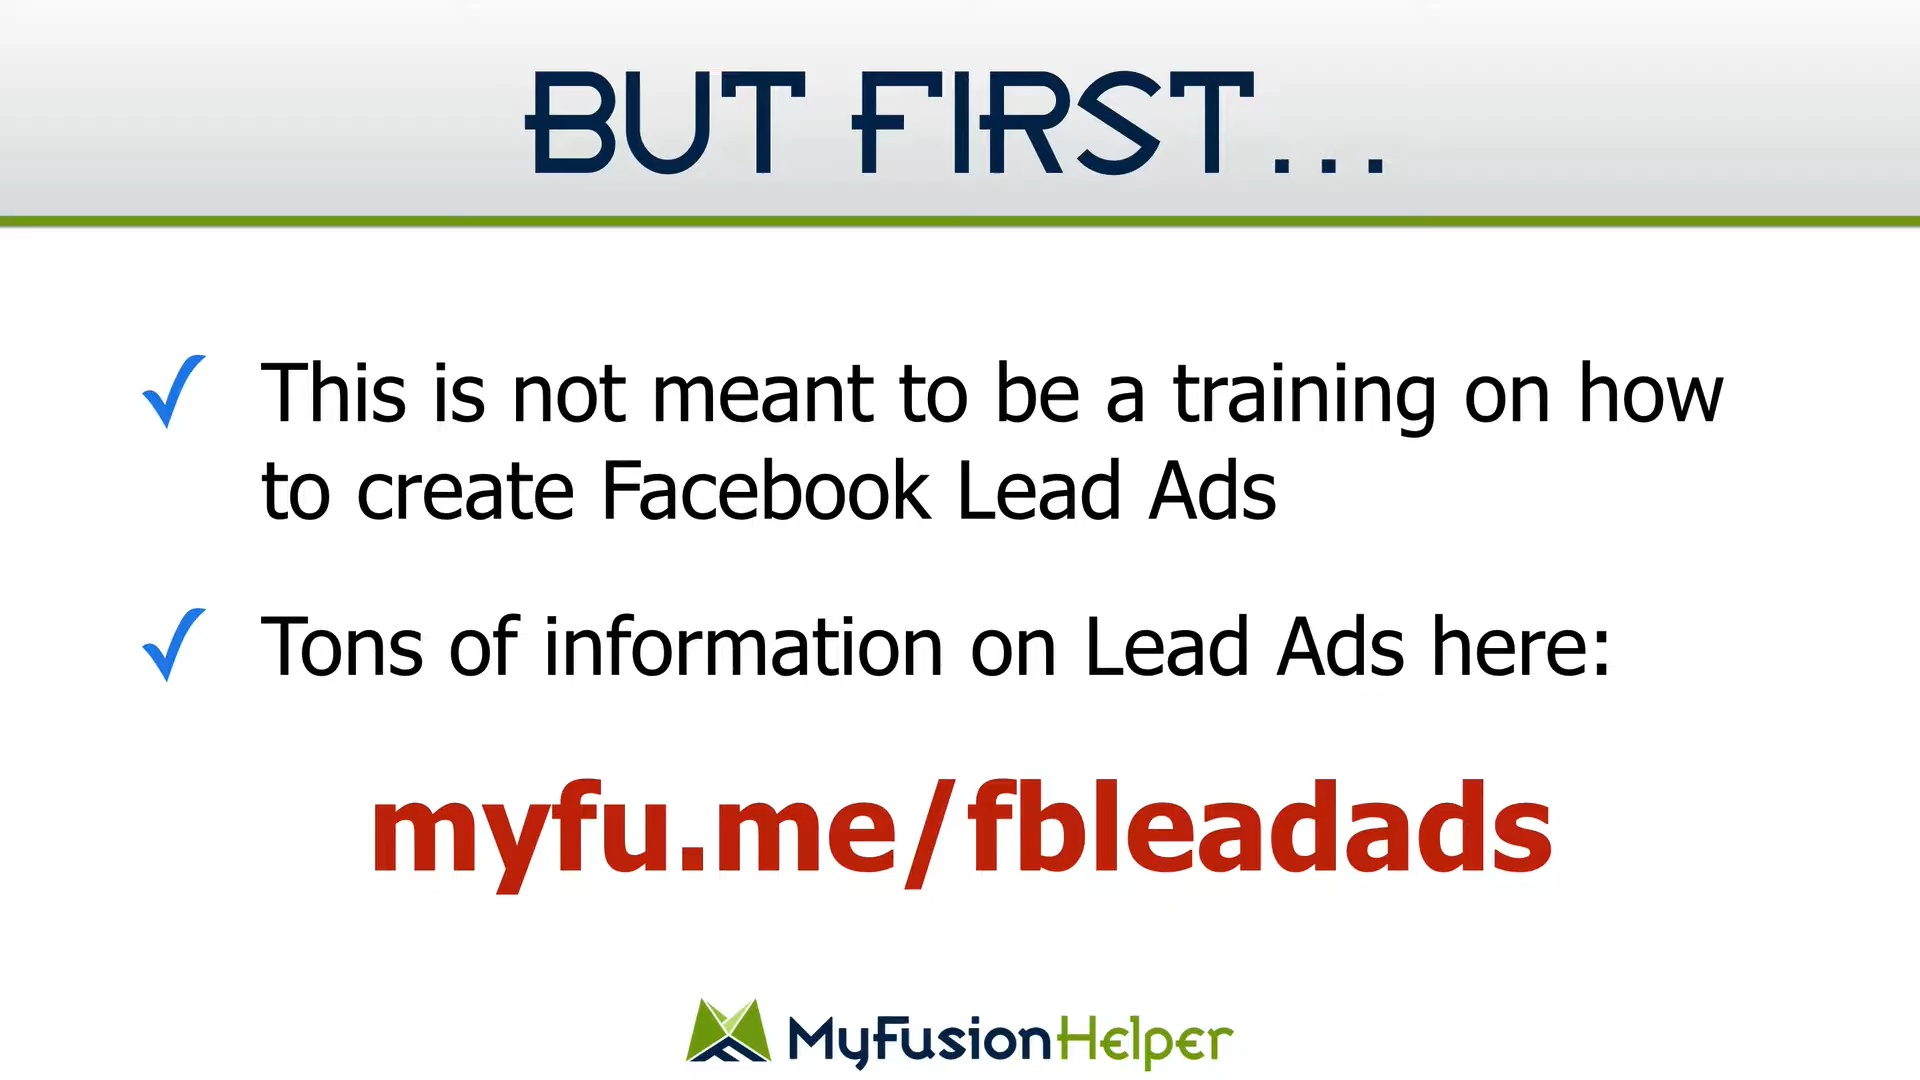 BUT FIRST...
This is not meant to be a training on how
to create Facebook Lead Ads
Tons of information on Lead Ads here:
myfu.me/fbleadads
MyFusionHelper